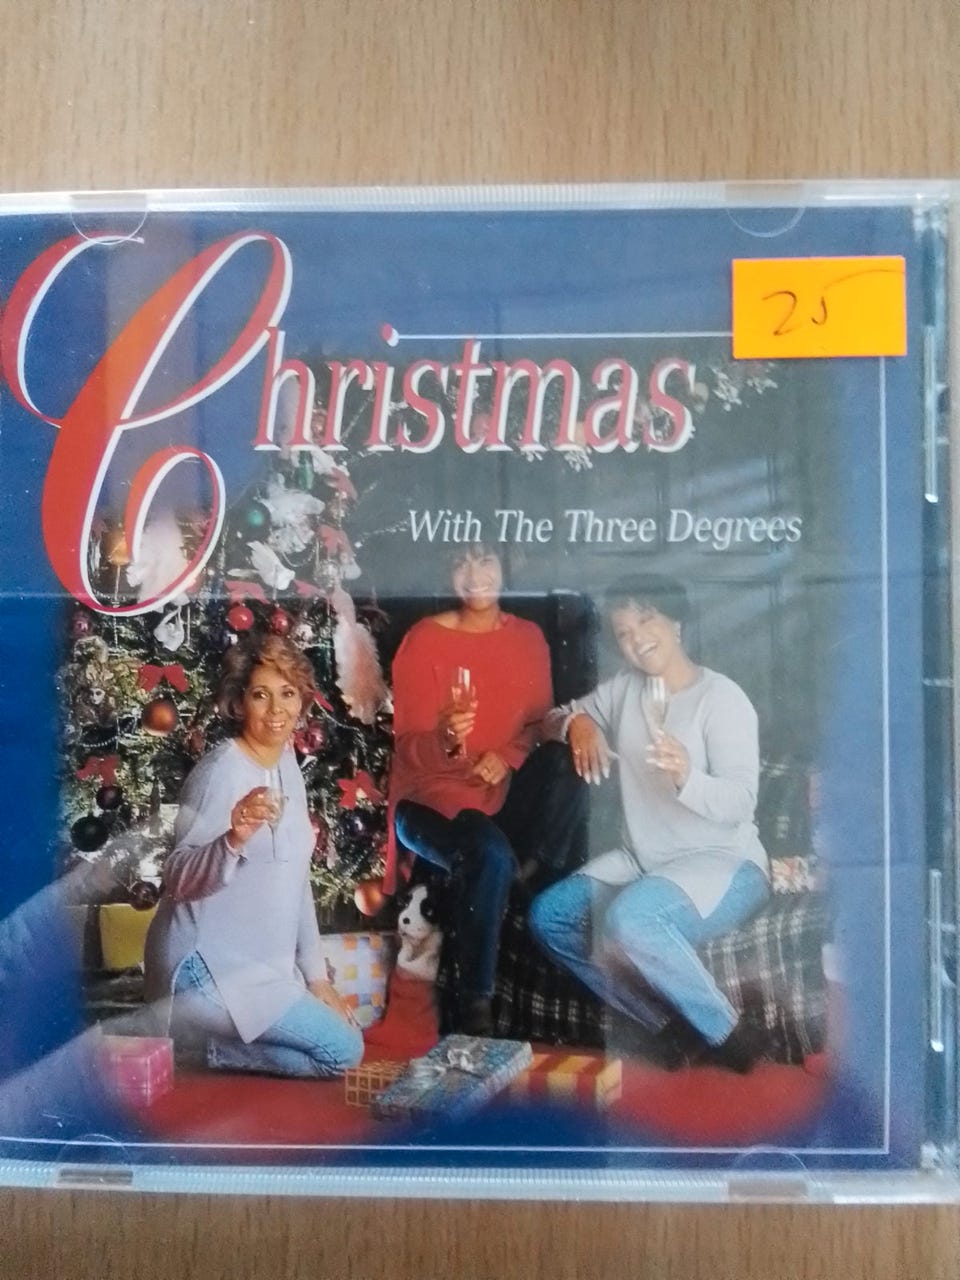 25
Christmas
With The Three Degrees